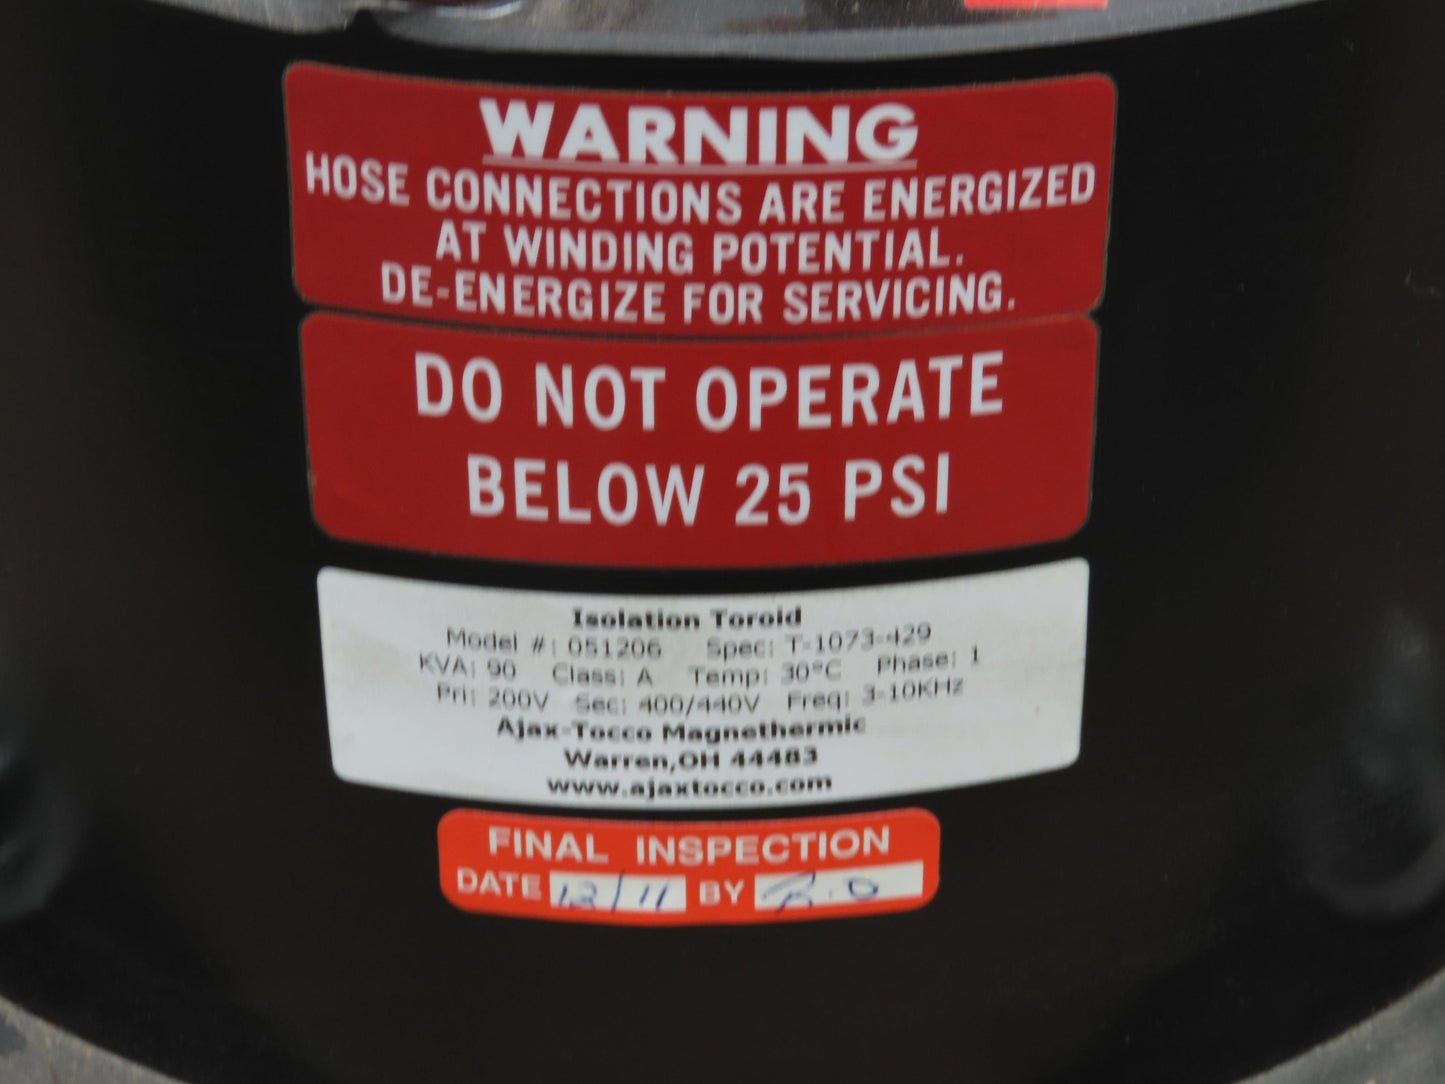 WARNING
HOSE CONNECTIONS ARE ENERGIZED
AT WINDING POTENTIAL.
DE-ENERGIZE FOR SERVICING.
DO NOT OPERATE
BELOW 25 PSI
Isolation Toroid
Model #: 051206 Spec: T-1073-429
KVA: 90 Class: A Temp: 30°C Phase: 1
Pri: 200V Sec: 400/440V Freq: 3-10KHz
Ajax-Tocco Magnethermic
Warren,OH 44483
www.ajaxtocco.com
FINAL INSPECTION
DATE 12/11 BY R.O